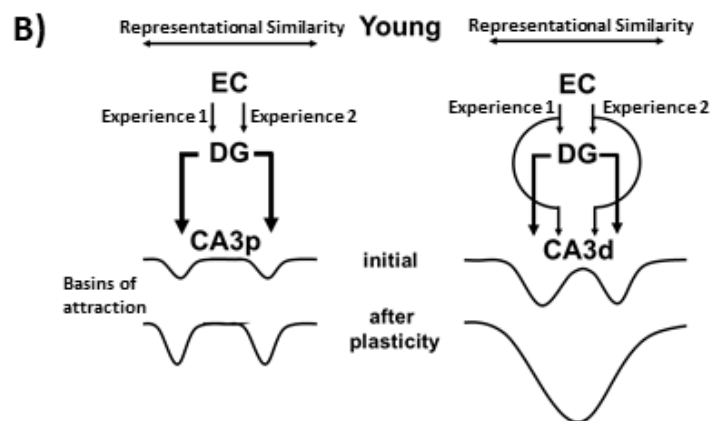 B)
Representational Similarity
Young
Representational Similarity
EC
Experience 1
Experience 2
DG
CA3p
EC
Experience 1
Experience 2
DG
CA3d
initial
Basins of
attraction
after
plasticity